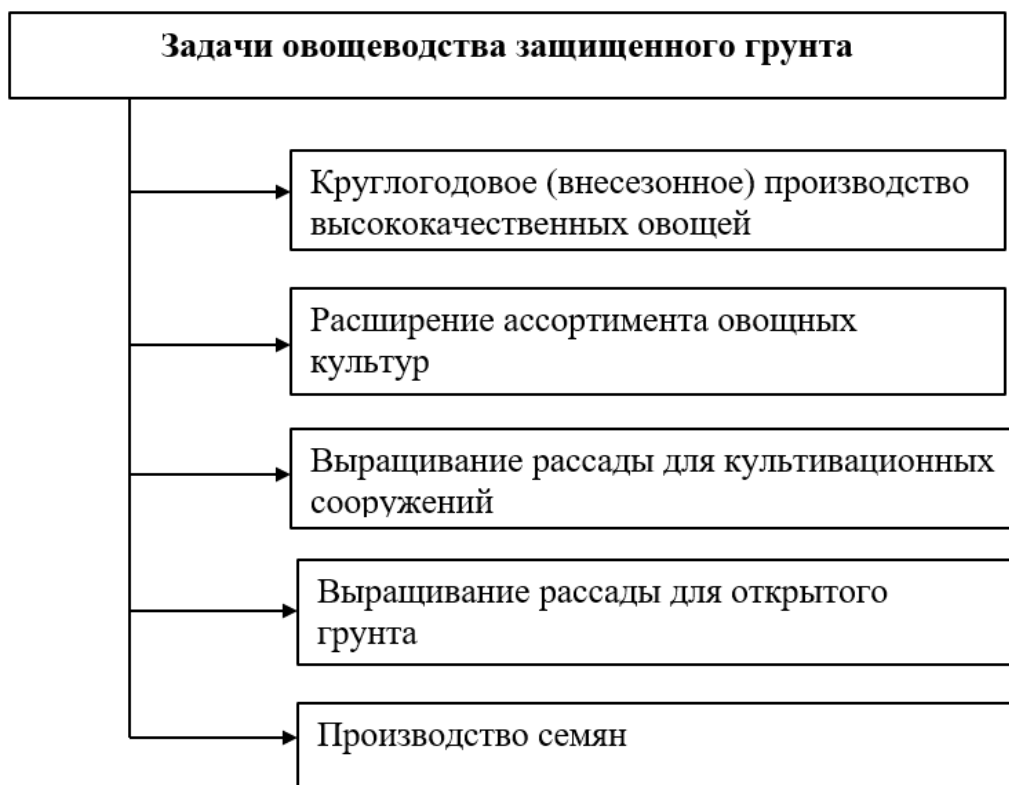 Задачи овощеводства защищенного грунта
Круглогодовое (внесезонное) производство
высококачественных овощей
Расширение ассортимента овощных
культур
Выращивание рассады для культивационных
сооружений
Выращивание рассады для открытого
грунта
Производство семян